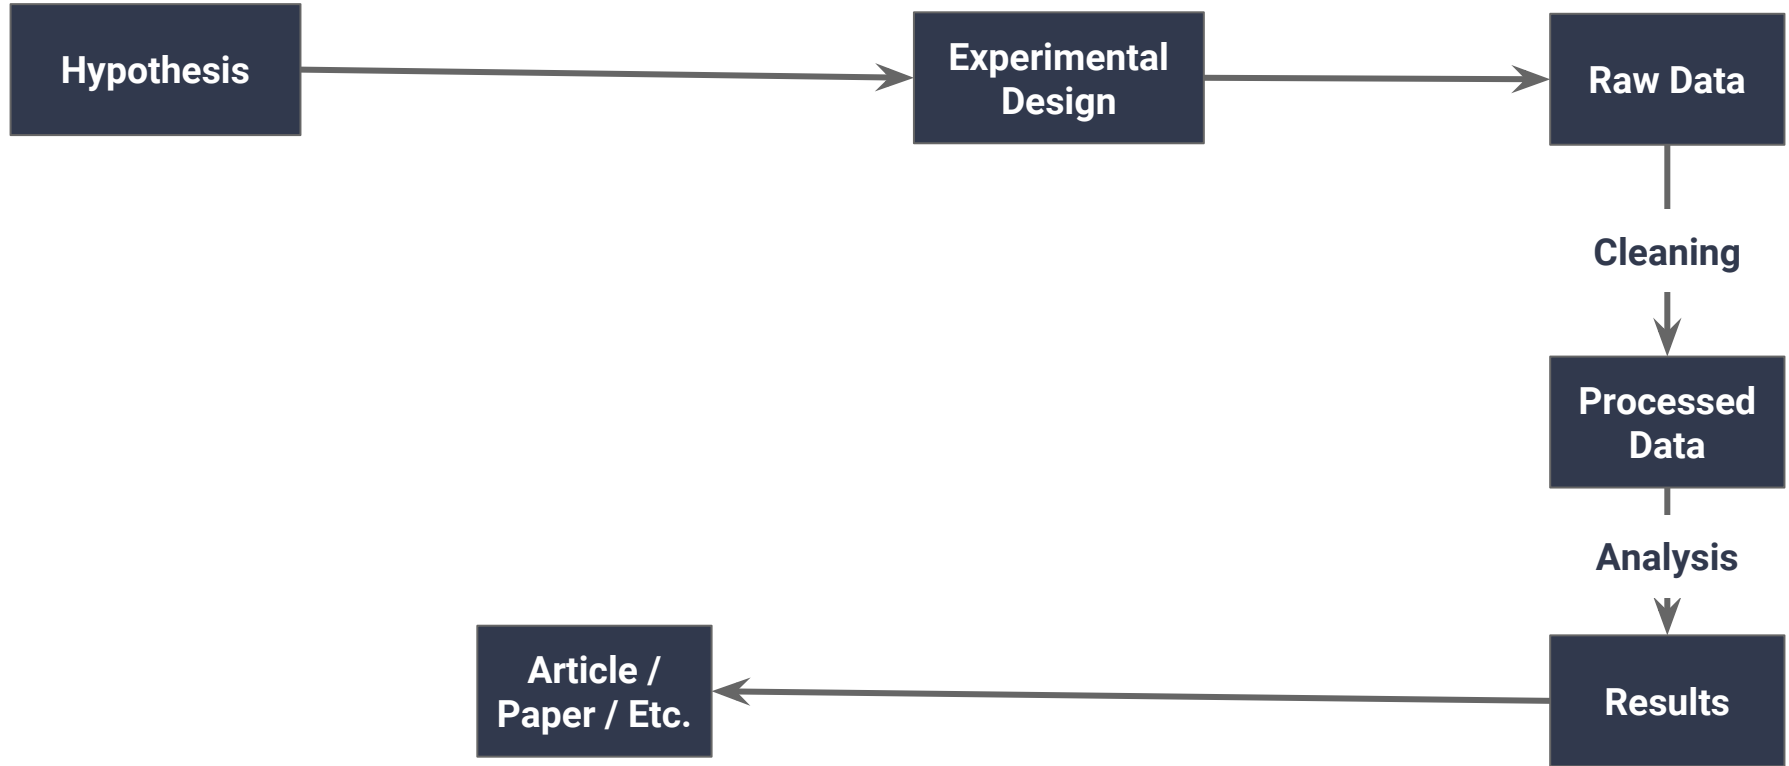 Hypothesis
Experimental
Design
Raw Data
Cleaning
Processed
Data
Analysis
Results
Article /
Paper / Etc.